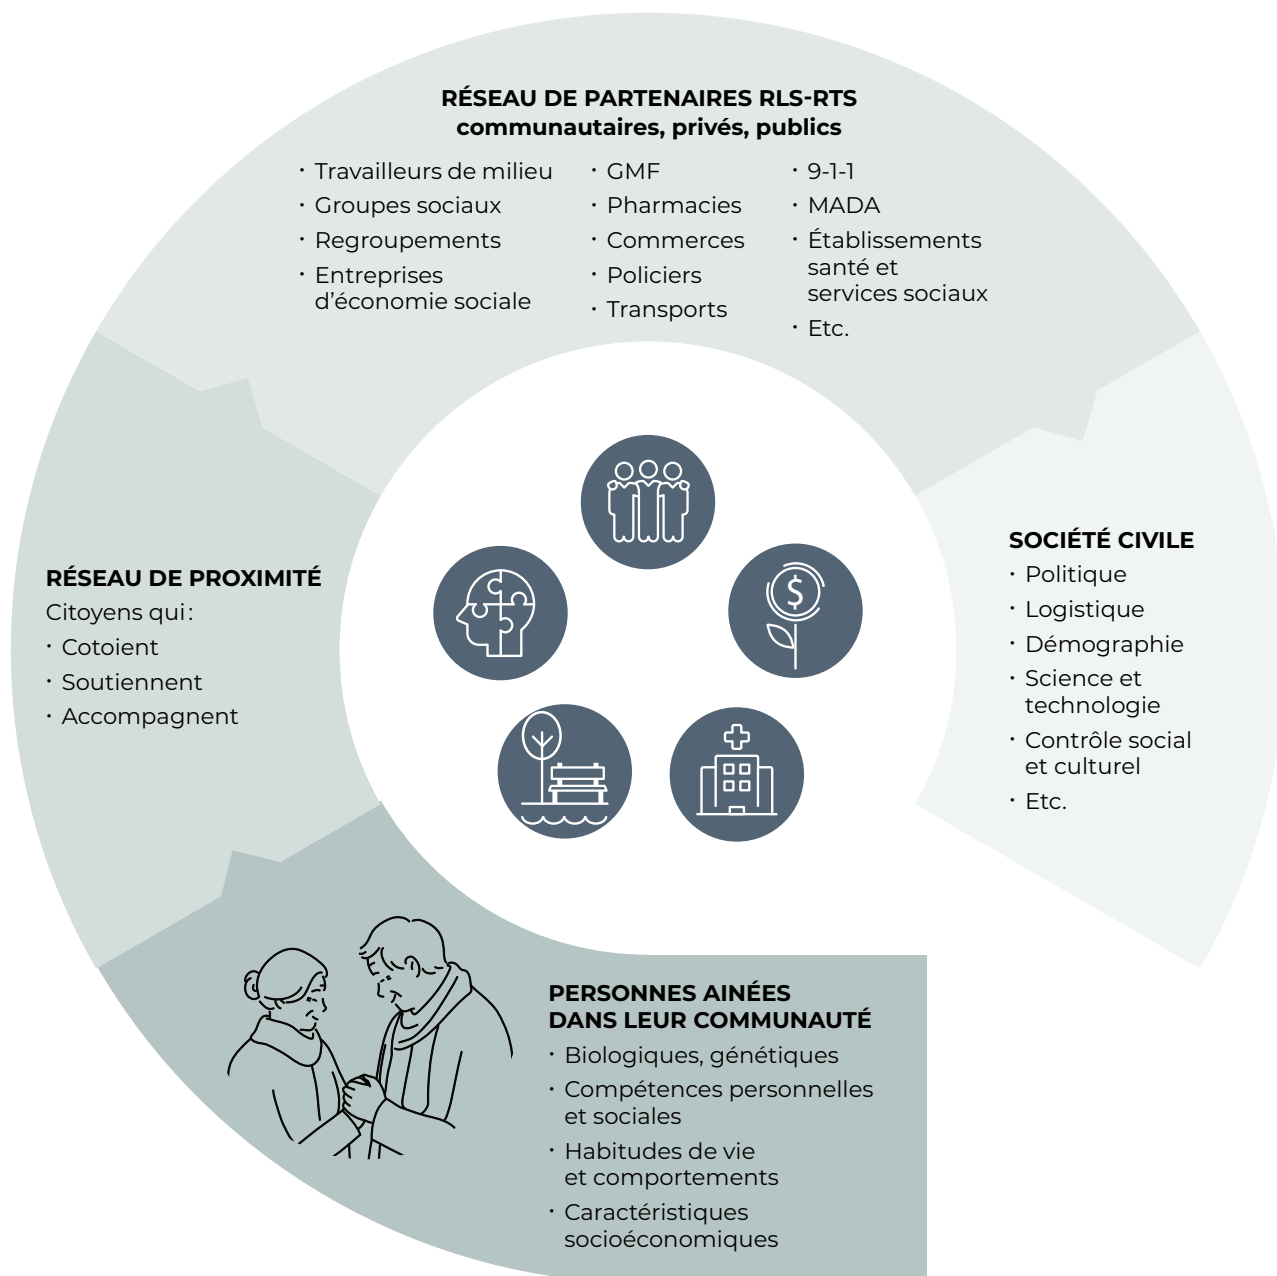 RÉSEAU DE PARTENAIRES RLS-RTS
communautaires, privés, publics
· Travailleurs de milieu
· Groupes sociaux
· Regroupements
· Entreprises
d’économie sociale
· GMF
· Pharmacies
· Commerces
· Policiers
· Transports
· 9-1-1
· MADA
· Établissements
santé et
services sociaux
· Etc.
RÉSEAU DE PROXIMITÉ
Citoyens qui :
· Cotoient
· Soutiennent
· Accompagnent
$
SOCIÉTÉ CIVILE
· Politique
· Logistique
· Démographie
· Science et
technologie
· Contrôle social
et culturel
· Etc.
PERSONNES AINÉES
DANS LEUR COMMUNAUTÉ
· Biologiques, génétiques
· Compétences personnelles
et sociales
· Habitudes de vie
et comportements
· Caractéristiques
socioéconomiques